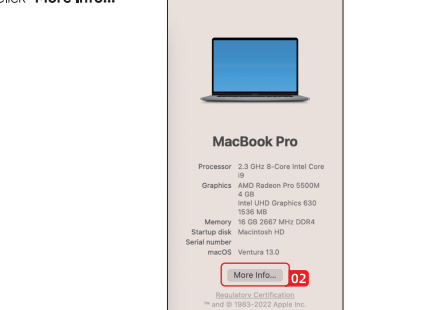 More Info...
MacBook Pro
Processor 2.3 GHz 8-Core Intel Core
i9
Graphics AMD Radeon Pro 5500M
4 GB
Intel UHD Graphics 630
1536 MB
Memory 16 GB 2667 MHz DDR4
Startup disk Macintosh HD
Serial number
macOS Ventura 13.0
More Info...
02
Regulatory Certification
™ and © 1983-2022 Apple Inc.